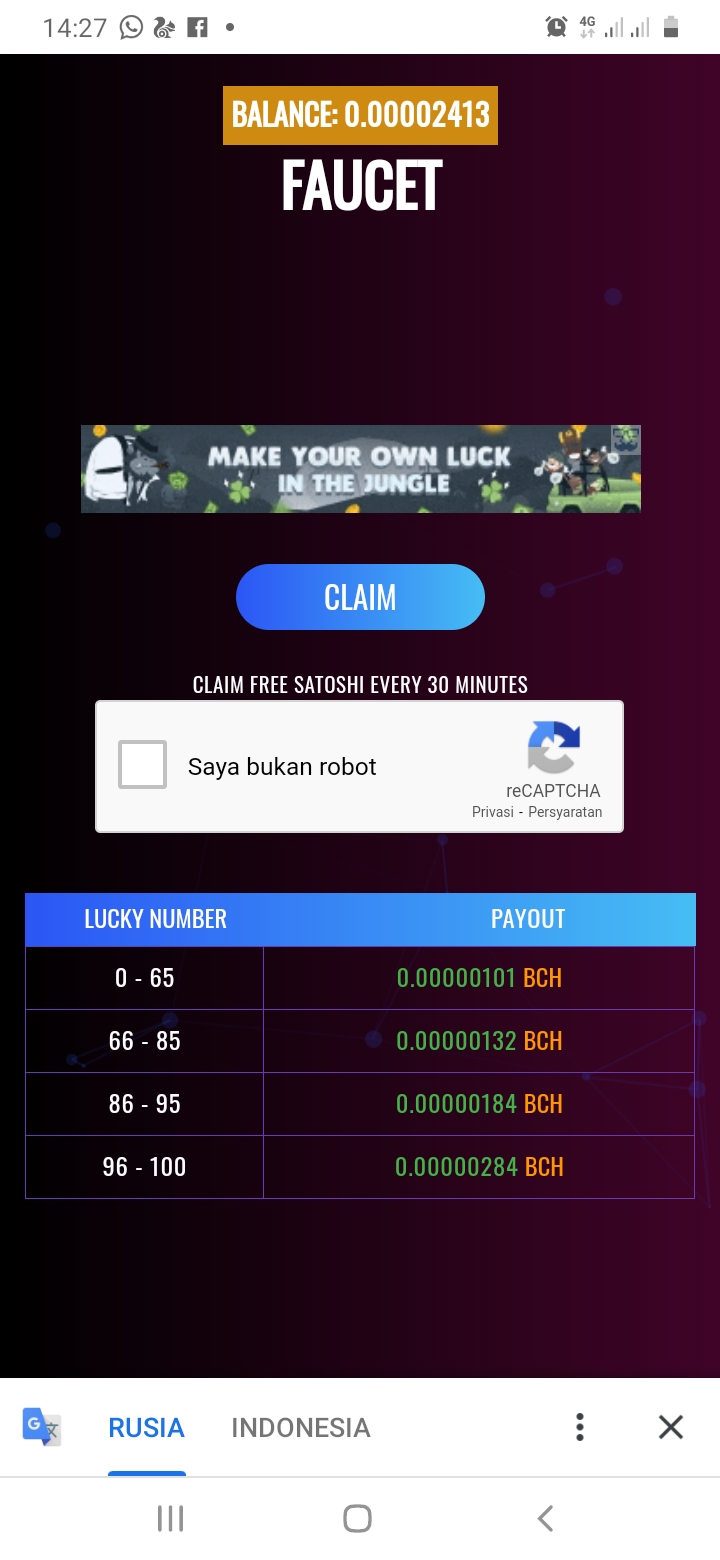 14:27
4G
BALANCE: 0.00002413
FAUCET
MAKE YOUR OWN LUCK
IN THE JUNGLE
CLAIM
CLAIM FREE SATOSHI EVERY 30 MINUTES
Saya bukan robot
reCAPTCHA
Privasi - Persyaratan
LUCKY NUMBER PAYOUT
0 - 65 0.00000101 BCH
66 - 85 0.00000132 BCH
86 - 95 0.00000184 BCH
96 - 100 0.00000284 BCH
RUSIA INDONESIA